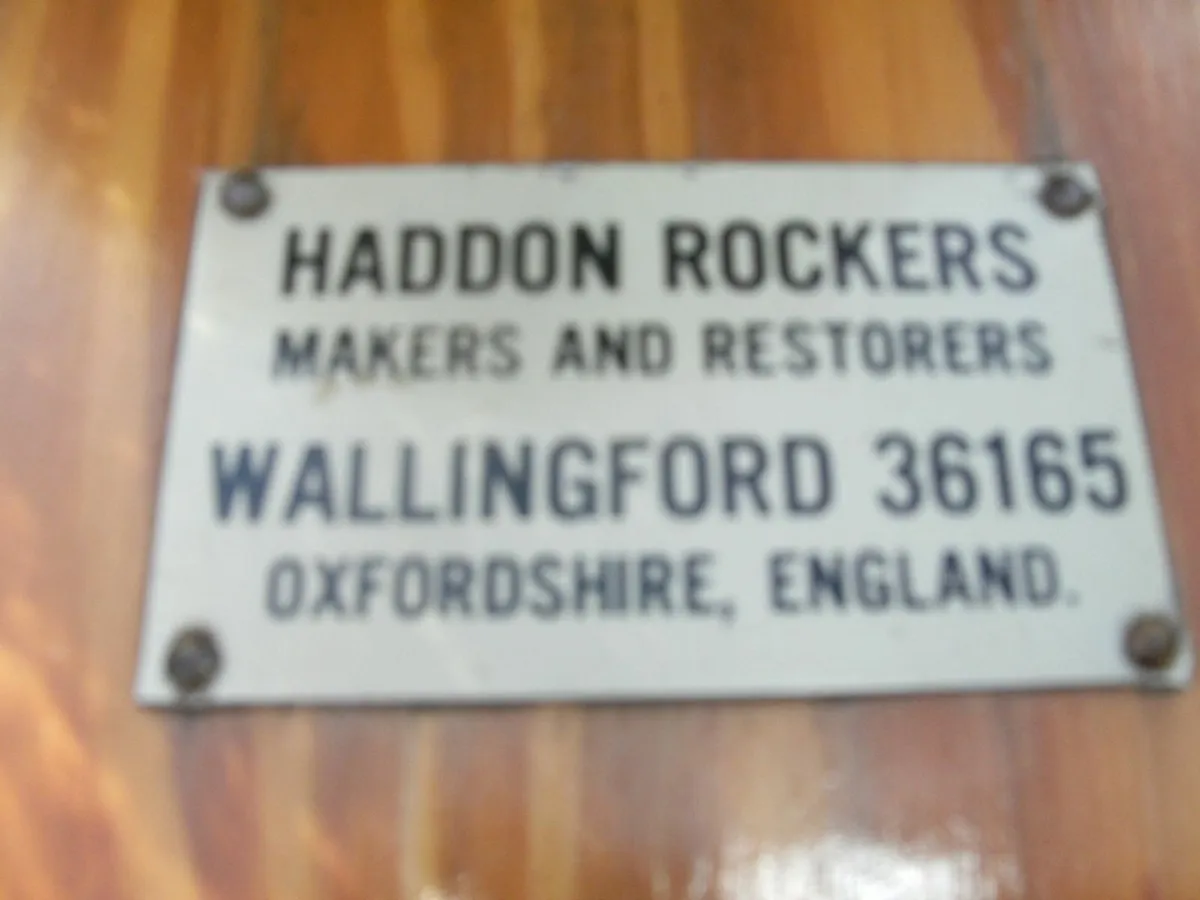 HADDON ROCKERS
MAKERS AND RESTORERS
WALLINGFORD 36165
OXFORDSHIRE, ENGLAND.